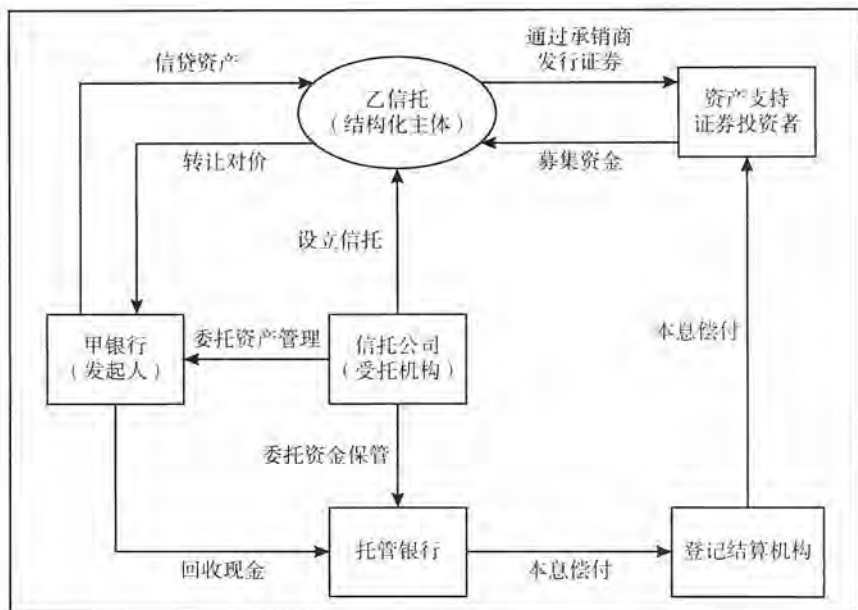 信贷资产
通过承销商
发行证券
乙信托
（结构化主体）
资产支持
证券投资者
转让对价
募集资金
设立信托
本息偿付
甲银行
（发起人）
委托资产管理
信托公司
（受托机构）
委托资金保管
托管银行
登记结算机构
回收现金
本息偿付